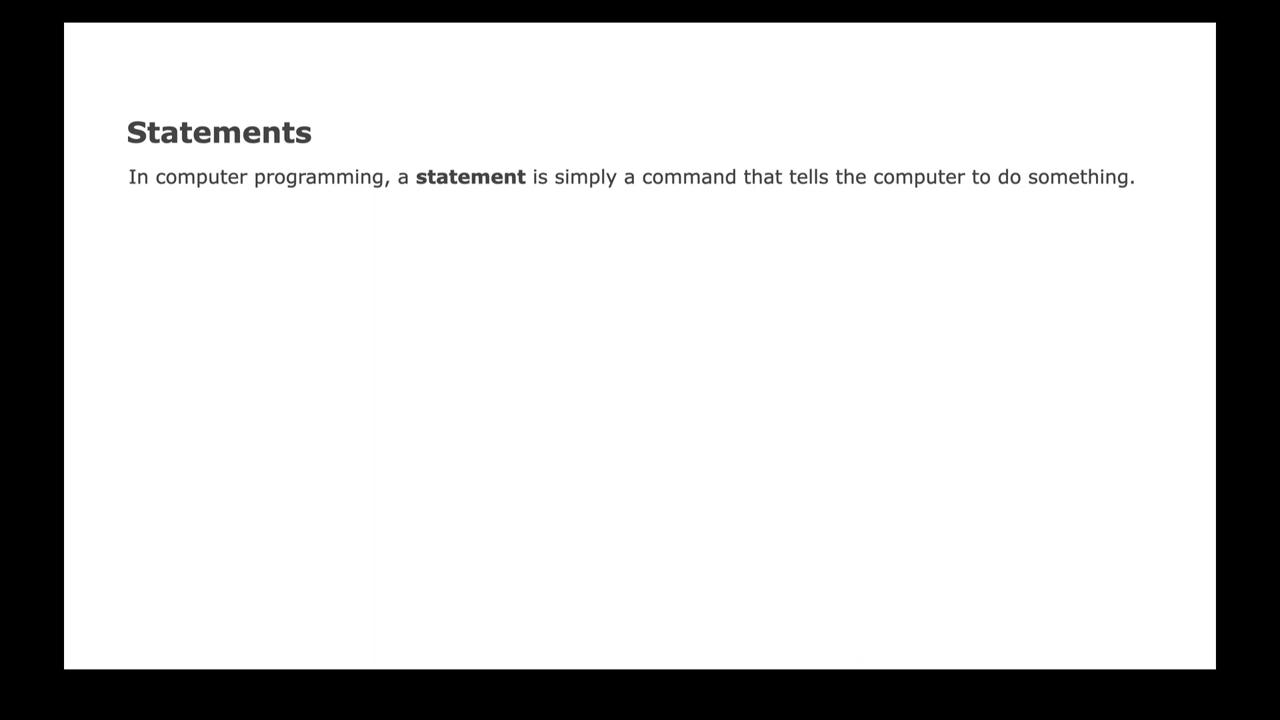 Statements
In computer programming, a statement is simply a command that tells the computer to do something.